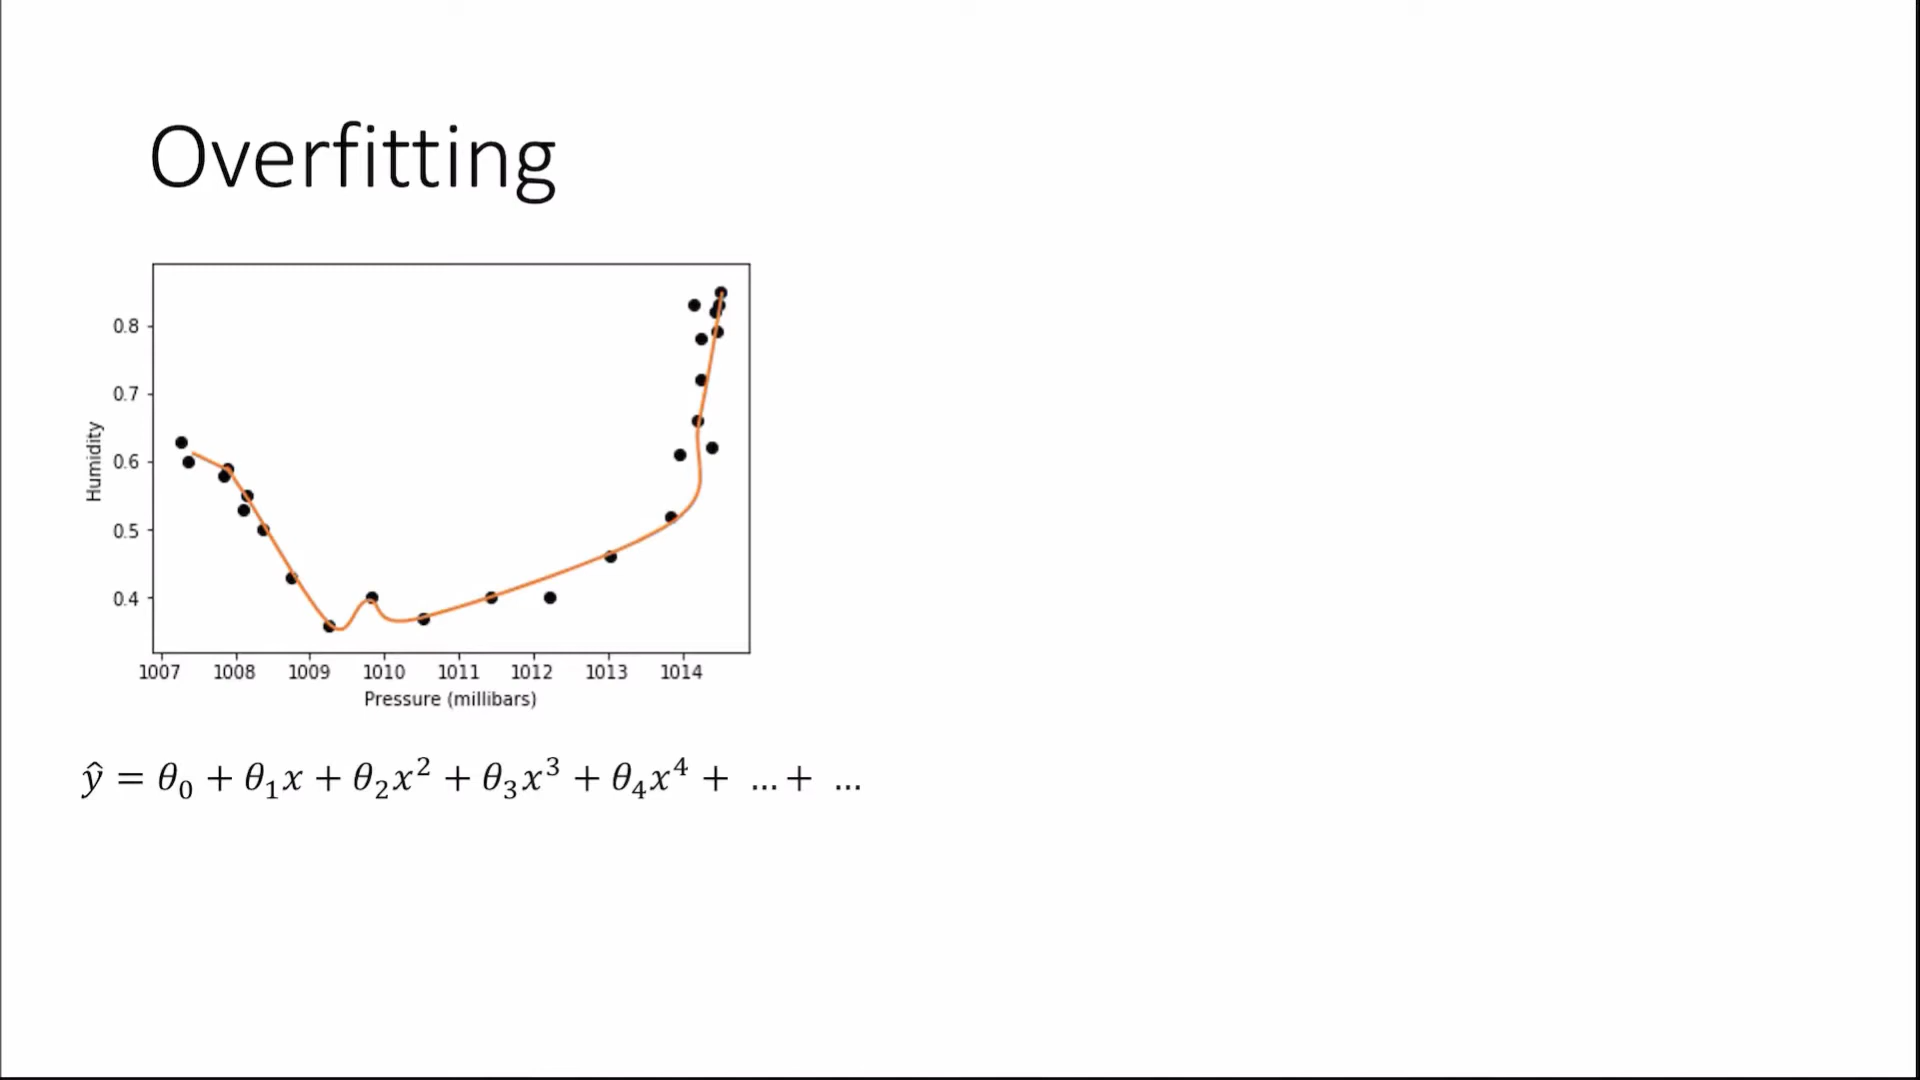 Overfitting
0.8
0.7
0.6
0.5
0.4
Humidity
1007 1008 1009 1010 1011 1012 1013 1014
Pressure (millibars)
ŷ = θ₀ + θ₁x + θ₂x² + θ₃x³ + θ₄x⁴ + ...+ ...